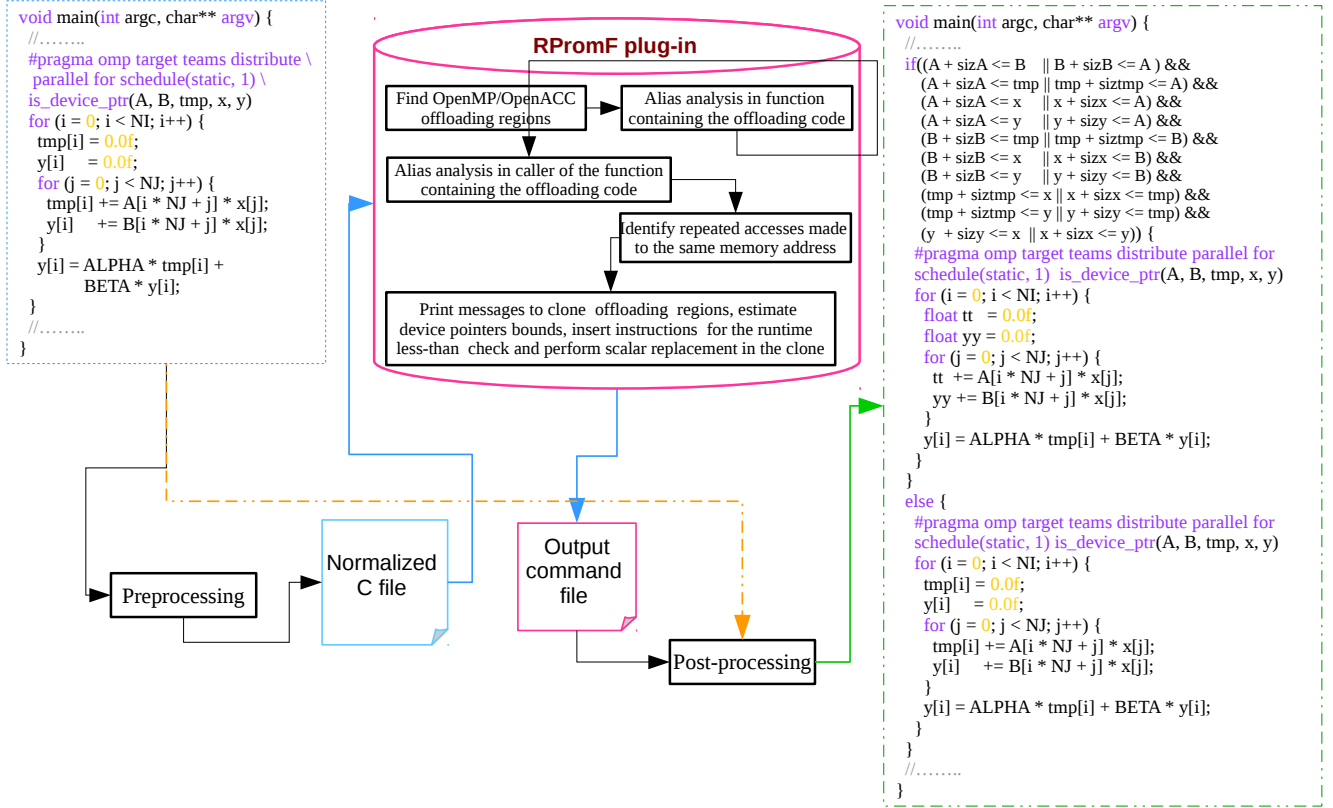 void main(int argc, char** argv) {
//........
#pragma omp target teams distribute \
parallel for schedule(static, 1) \
is_device_ptr(A, B, tmp, x, y)
for (i = 0; i < NI; i++) {
tmp[i] = 0.0f;
y[i] = 0.0f;
for (j = 0; j < NJ; j++) {
tmp[i] += A[i * NJ + j] * x[j];
y[i] += B[i * NJ + j] * x[j];
}
y[i] = ALPHA * tmp[i] +
BETA * y[i];
}
//........
}
RPromF plug-in
Find OpenMP/OpenACC
offloading regions
Alias analysis in function
containing the offloading code
Alias analysis in caller of the function
containing the offloading code
Identify repeated accesses made
to the same memory address
Print messages to clone offloading regions, estimate
device pointers bounds, insert instructions for the runtime
less-than check and perform scalar replacement in the clone
Preprocessing
Normalized
C file
Output
command
file
Post-processing
void main(int argc, char** argv) {
//........
if((A + sizA <= B || B + sizB <= A ) &&
(A + sizA <= tmp || tmp + siztmp <= A) &&
(A + sizA <= x || x + sizx <= A) &&
(A + sizA <= y || y + sizy <= A) &&
(B + sizB <= tmp || tmp + siztmp <= B) &&
(B + sizB <= x || x + sizx <= B) &&
(B + sizB <= y || y + sizy <= B) &&
(tmp + siztmp <= x || x + sizx <= tmp) &&
(tmp + siztmp <= y || y + sizy <= tmp) &&
(y + sizy <= x || x + sizx <= y)) {
#pragma omp target teams distribute parallel for
schedule(static, 1) is_device_ptr(A, B, tmp, x, y)
for (i = 0; i < NI; i++) {
float tt = 0.0f;
float yy = 0.0f;
for (j = 0; j < NJ; j++) {
tt += A[i * NJ + j] * x[j];
yy += B[i * NJ + j] * x[j];
}
y[i] = ALPHA * tmp[i] + BETA * y[i];
}
}
else {
#pragma omp target teams distribute parallel for
schedule(static, 1) is_device_ptr(A, B, tmp, x, y)
for (i = 0; i < NI; i++) {
tmp[i] = 0.0f;
y[i] = 0.0f;
for (j = 0; j < NJ; j++) {
tmp[i] += A[i * NJ + j] * x[j];
y[i] += B[i * NJ + j] * x[j];
}
y[i] = ALPHA * tmp[i] + BETA * y[i];
}
}
//........
}